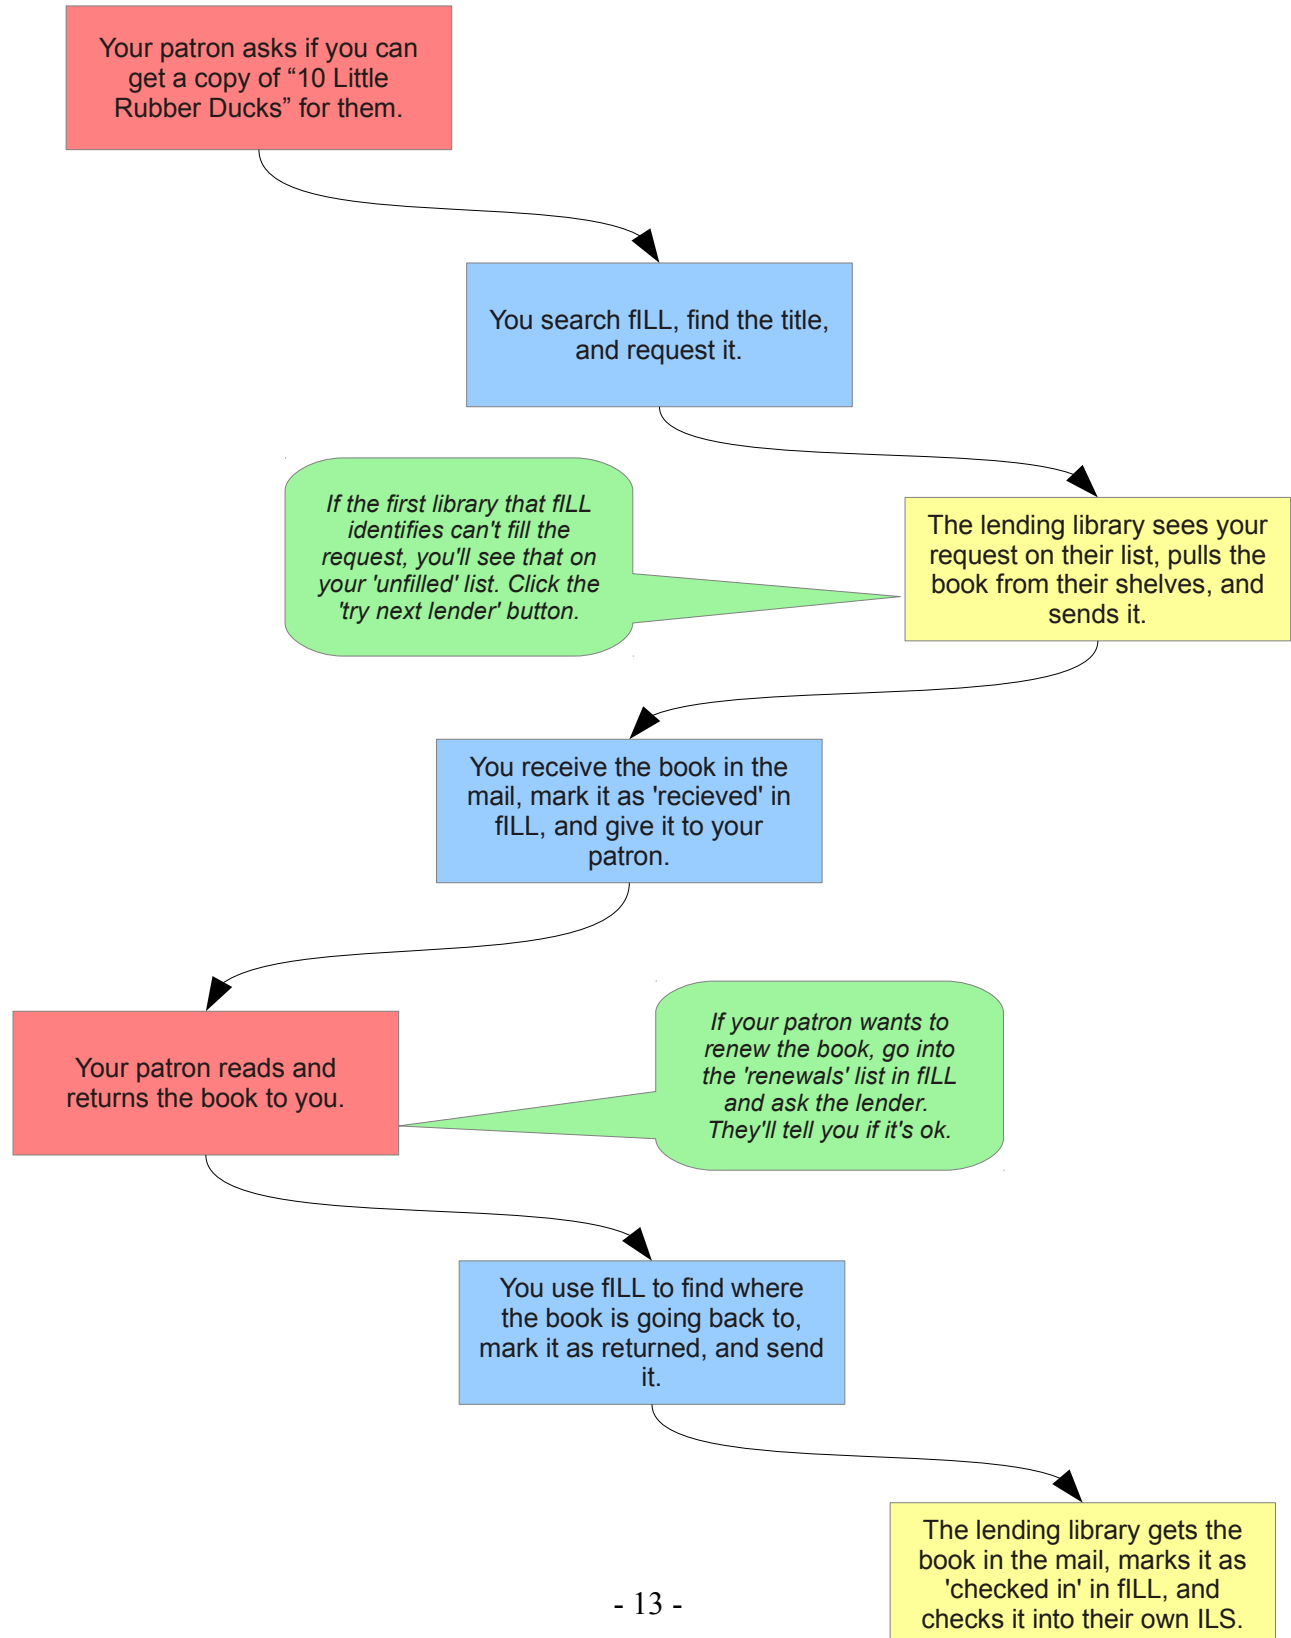 Your patron asks if you can
get a copy of “10 Little
Rubber Ducks” for them.
You search fILL, find the title,
and request it.
If the first library that fILL
identifies can't fill the
request, you'll see that on
your 'unfilled' list. Click the
'try next lender' button.
The lending library sees your
request on their list, pulls the
book from their shelves, and
sends it.
You receive the book in the
mail, mark it as 'recieved' in
fILL, and give it to your
patron.
Your patron reads and
returns the book to you.
If your patron wants to
renew the book, go into
the 'renewals' list in fILL
and ask the lender.
They'll tell you if it's ok.
You use fILL to find where
the book is going back to,
mark it as returned, and send
it.
The lending library gets the
book in the mail, marks it as
'checked in' in fILL, and
checks it into their own ILS.
- 13 -